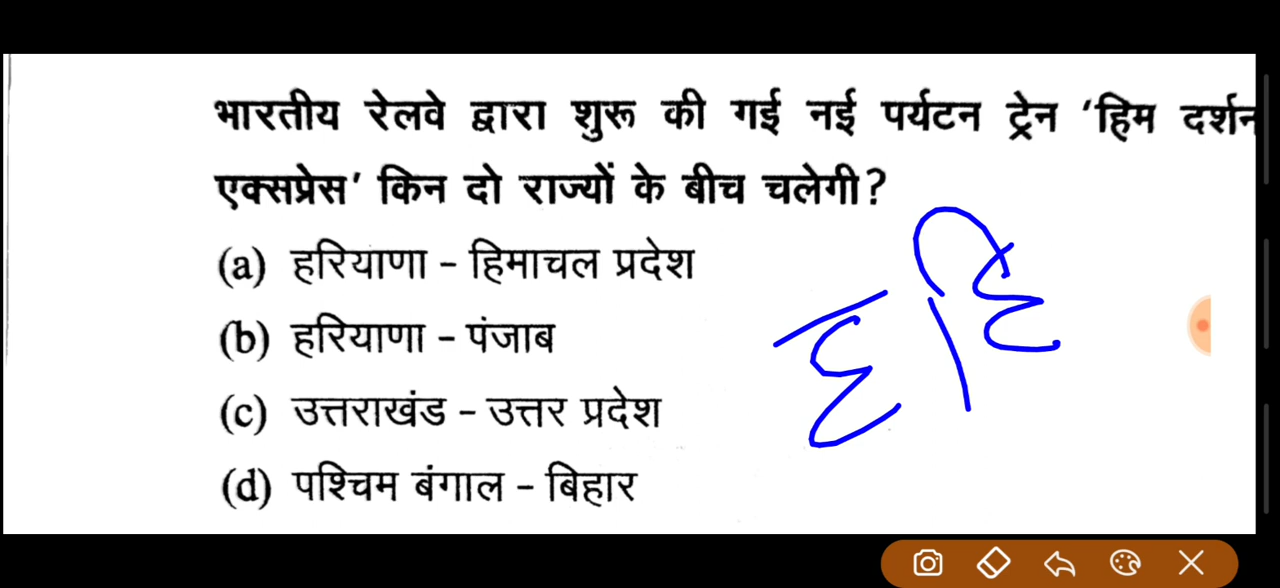 भारतीय रेलवे द्वारा शुरू की गई नई पर्यटन ट्रेन ‘हिम दर्शन
एक्सप्रेस’ किन दो राज्यों के बीच चलेगी?
(a) हरियाणा – हिमाचल प्रदेश
(b) हरियाणा – पंजाब
(c) उत्तराखंड – उत्तर प्रदेश
(d) पश्चिम बंगाल – बिहार